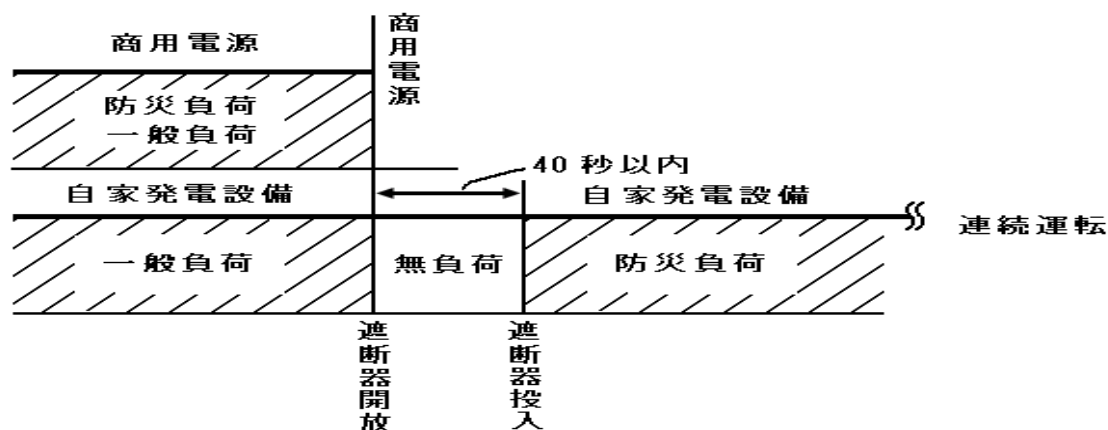 商用電源
商用電源
防災負荷
一般負荷
40秒以内
自家発電設備
自家発電設備
連続運転
一般負荷
無負荷
防災負荷
遮断器開放
遮断器投入